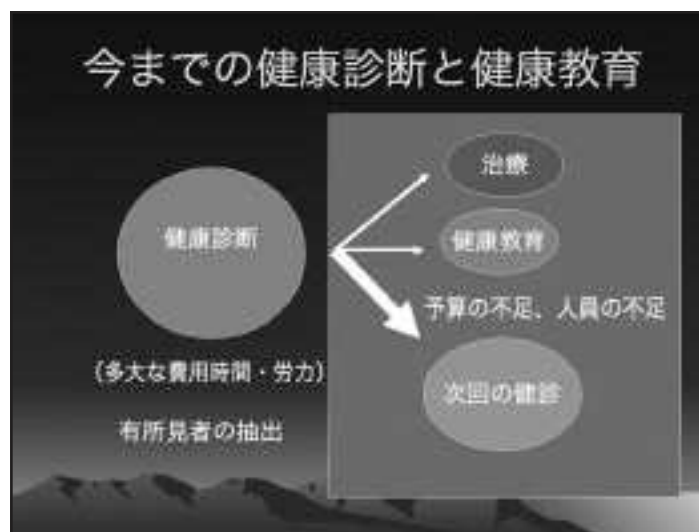 今までの健康診断と健康教育
健康診断
(多大な費用時間・労力)
有所見者の抽出
治療
健康教育
予算の不足、人員の不足
次回の健診